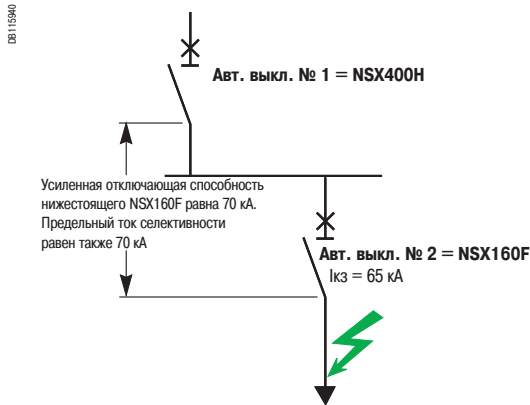 DB115940
Авт. выкл. № 1 = NSX400H
Усиленная отключающая способность
нижестоящего NSX160F равна 70 кА.
Предельный ток селективности
равен также 70 кА
Авт. выкл. № 2 = NSX160F
Iкз = 65 кА